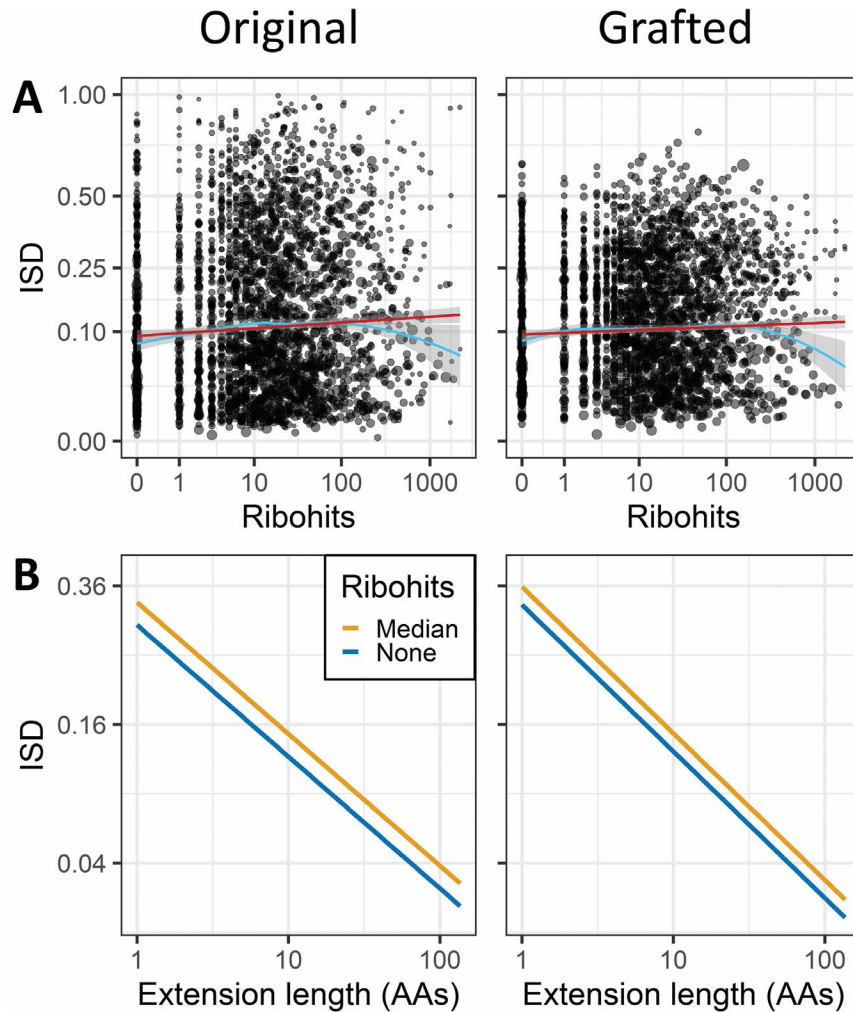 Original Grafted
A
1.00
0.50
0.25
0.10
0.00
ISD
0 1 10 100 1000 0 1 10 100 1000
Ribohits Ribohits
B
0.36
0.16
0.04
ISD
Ribohits
Median
None
1 10 100 1 10 100
Extension length (AAs) Extension length (AAs)